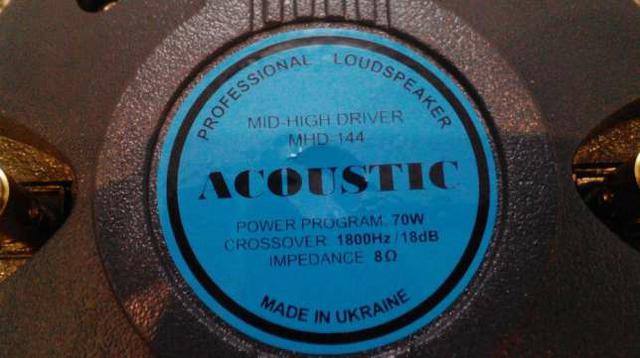 PROFESSIONAL LOUDSPEAKER
MID-HIGH DRIVER
MHD-144
ACOUSTIC
POWER PROGRAM 70W
CROSSOVER 1800Hz/18dB
IMPEDANCE 8Ω
MADE IN UKRAINE